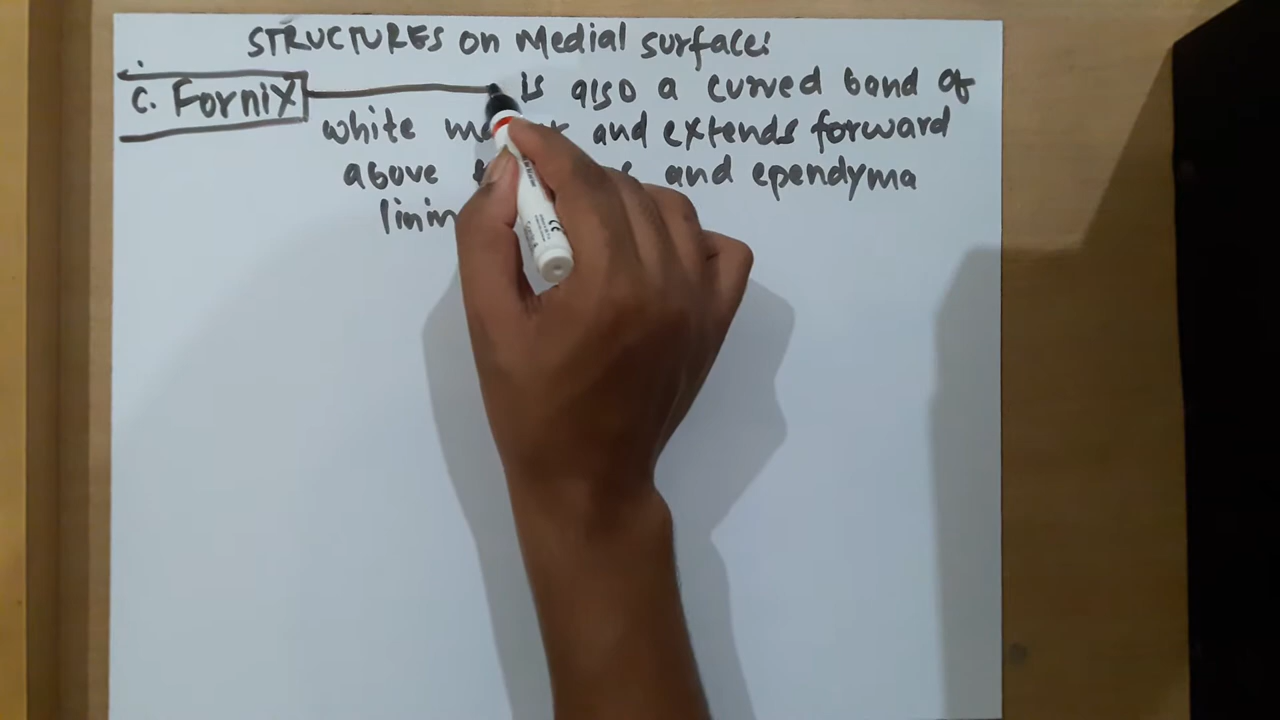 STRUCTURES on Medial surface:
c. Fornix is also a curved band of
white and extends forward
above and ependyma